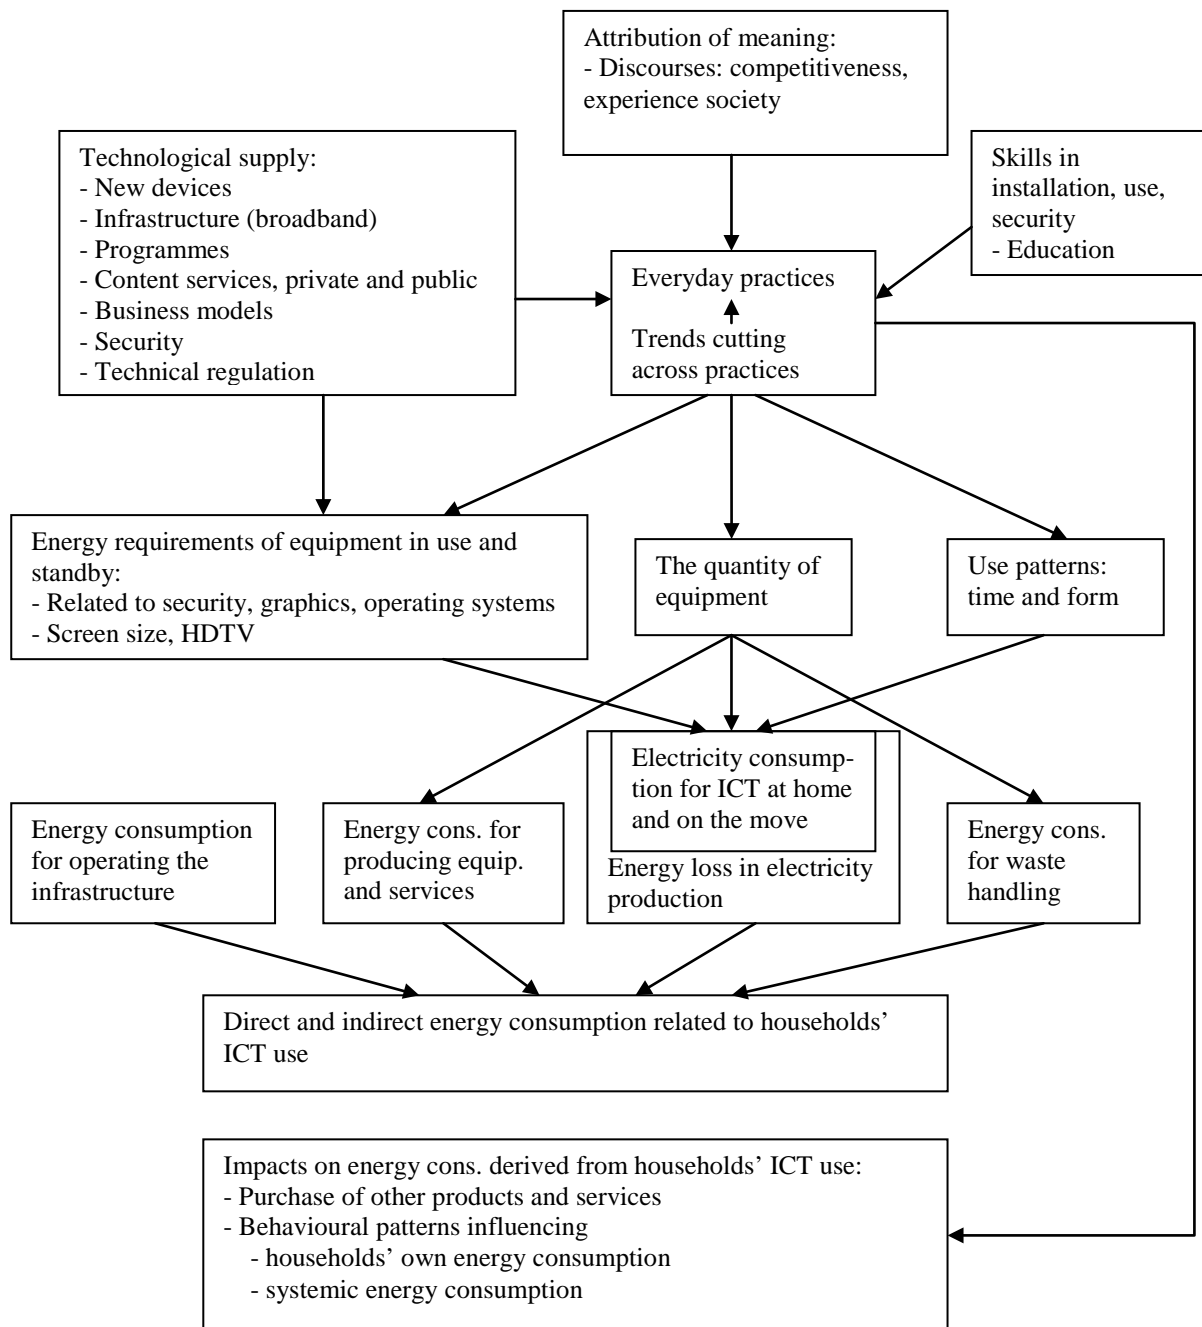 Attribution of meaning:
- Discourses: competitiveness,
experience society
Technological supply:
- New devices
- Infrastructure (broadband)
- Programmes
- Content services, private and public
- Business models
- Security
- Technical regulation
Skills in
installation, use,
security
- Education
Everyday practices
Trends cutting
across practices
Energy requirements of equipment in use and
standby:
- Related to security, graphics, operating systems
- Screen size, HDTV
The quantity of
equipment
Use patterns:
time and form
Energy consumption
for operating the
infrastructure
Energy cons. for
producing equip.
and services
Electricity consump-
tion for ICT at home
and on the move
Energy loss in electricity
production
Energy cons.
for waste
handling
Direct and indirect energy consumption related to households’
ICT use
Impacts on energy cons. derived from households’ ICT use:
- Purchase of other products and services
- Behavioural patterns influencing
- households’ own energy consumption
- systemic energy consumption